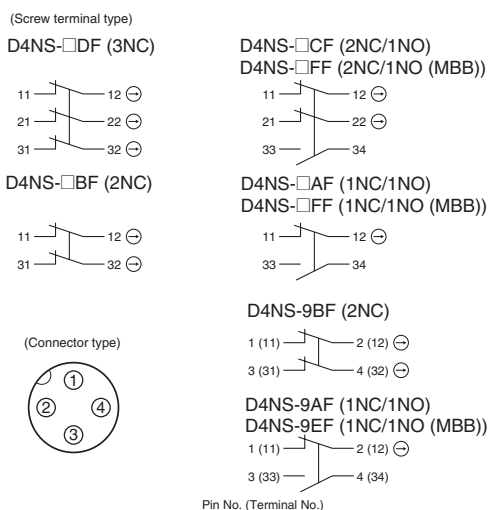 (Screw terminal type)
D4NS-□DF (3NC)
11 12 ⊖
21 22 ⊖
31 32 ⊖
D4NS-□CF (2NC/1NO)
D4NS-□FF (2NC/1NO (MBB))
11 12 ⊖
21 22 ⊖
33 34
D4NS-□BF (2NC)
11 12 ⊖
31 32 ⊖
D4NS-□AF (1NC/1NO)
D4NS-□FF (1NC/1NO (MBB))
11 12 ⊖
33 34
(Connector type)
①
② ④
③
D4NS-9BF (2NC)
1 (11) 2 (12) ⊖
3 (31) 4 (32) ⊖
D4NS-9AF (1NC/1NO)
D4NS-9EF (1NC/1NO (MBB))
1 (11) 2 (12) ⊖
3 (33) 4 (34)
Pin No. (Terminal No.)